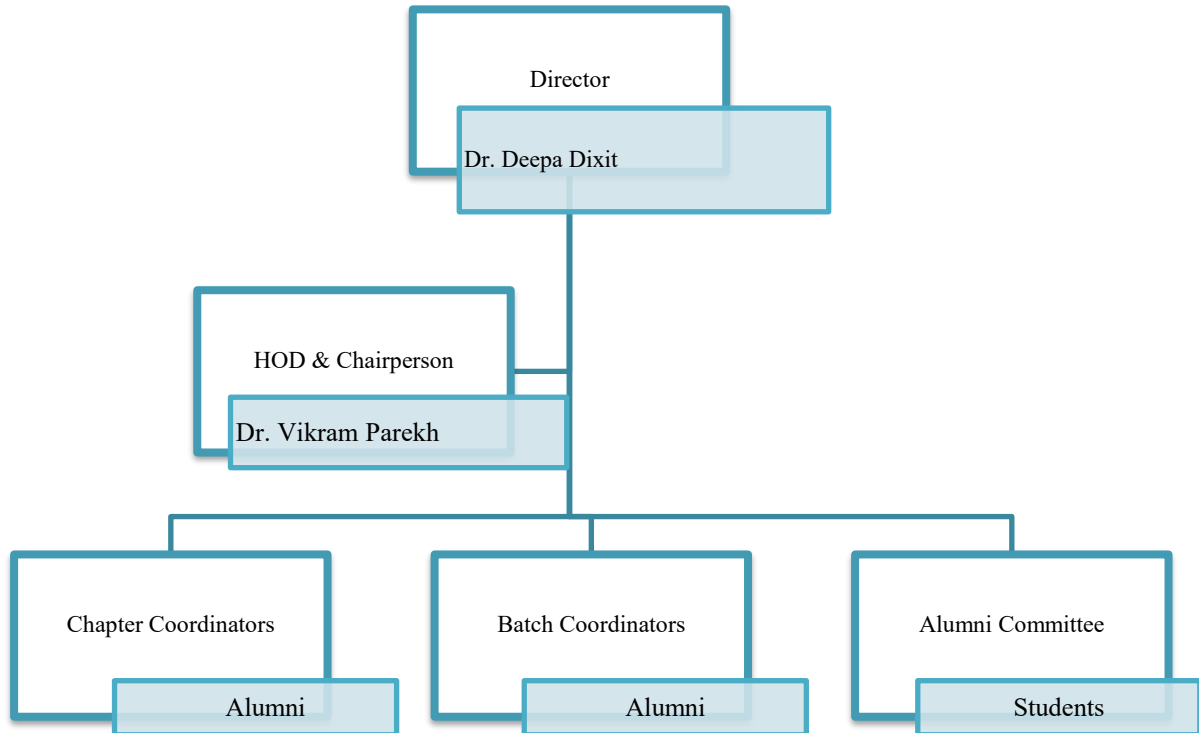 Director
Dr. Deepa Dixit
HOD & Chairperson
Dr. Vikram Parekh
Chapter Coordinators
Alumni
Batch Coordinators
Alumni
Alumni Committee
Students